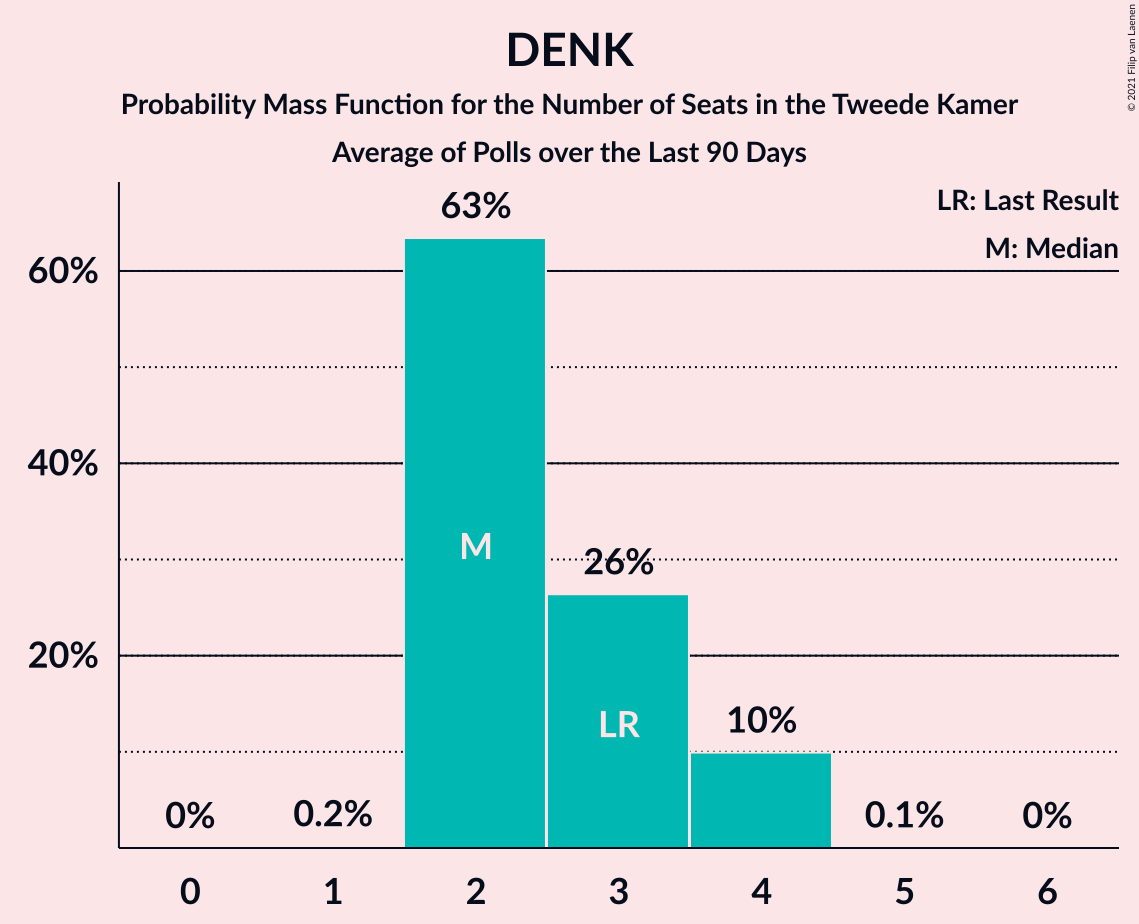 DENK
Probability Mass Function for the Number of Seats in the Tweede Kamer
Average of Polls over the Last 90 Days
© 2021 Filip van Laenen
LR: Last Result
M: Median
63%
60%
40%
M
26%
20%
LR
10%
0%
0.2%
0.1%
0%
0 1 2 3 4 5 6